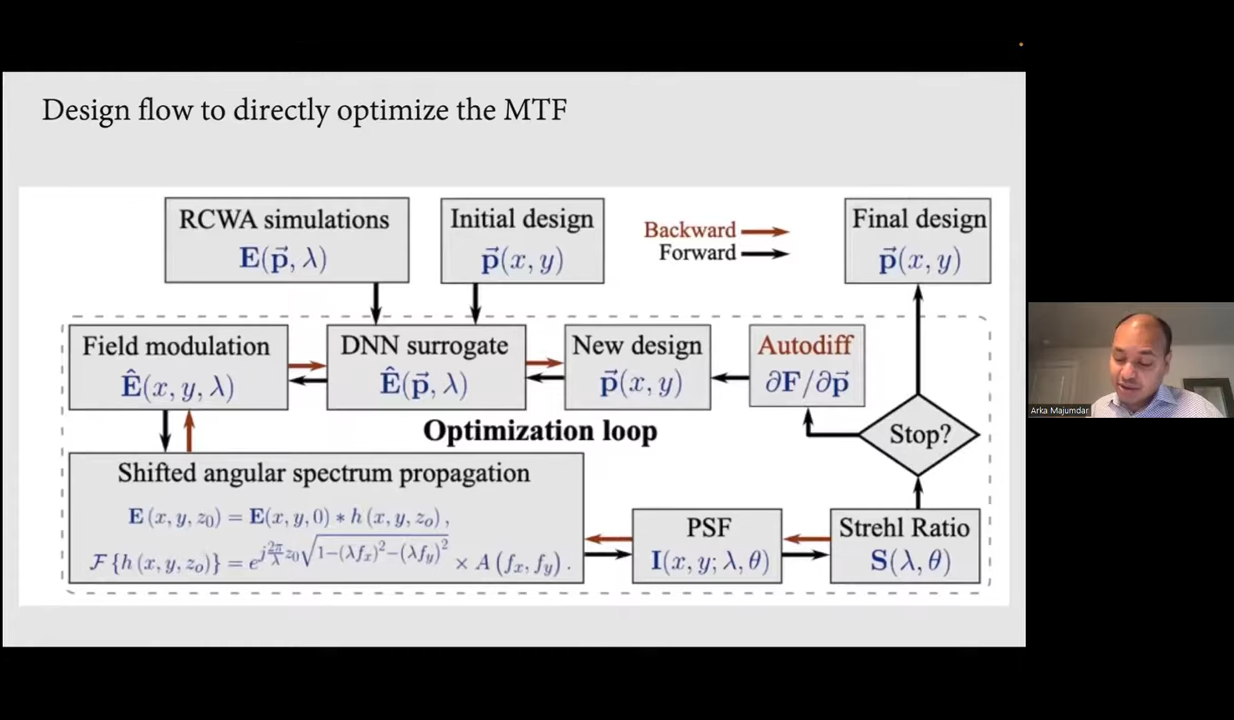 Design flow to directly optimize the MTF
RCWA simulations
E(p⃗, λ)
Initial design
p⃗(x, y)
Backward
Forward
Final design
p⃗(x, y)
Field modulation
Ê(x, y, λ)
DNN surrogate
Ê(p⃗, λ)
New design
p⃗(x, y)
Autodiff
∂F/∂p⃗
Optimization loop
Stop?
Shifted angular spectrum propagation
E(x, y, z₀) = E(x, y, 0) * h(x, y, z₀),
ℱ{h(x, y, z₀)} = e^{j(2π/λ)z₀√(1−(λfₓ)²−(λf_y)²)} × A(fₓ, f_y).
PSF
I(x, y; λ, θ)
Strehl Ratio
S(λ, θ)
Arka Majumdar